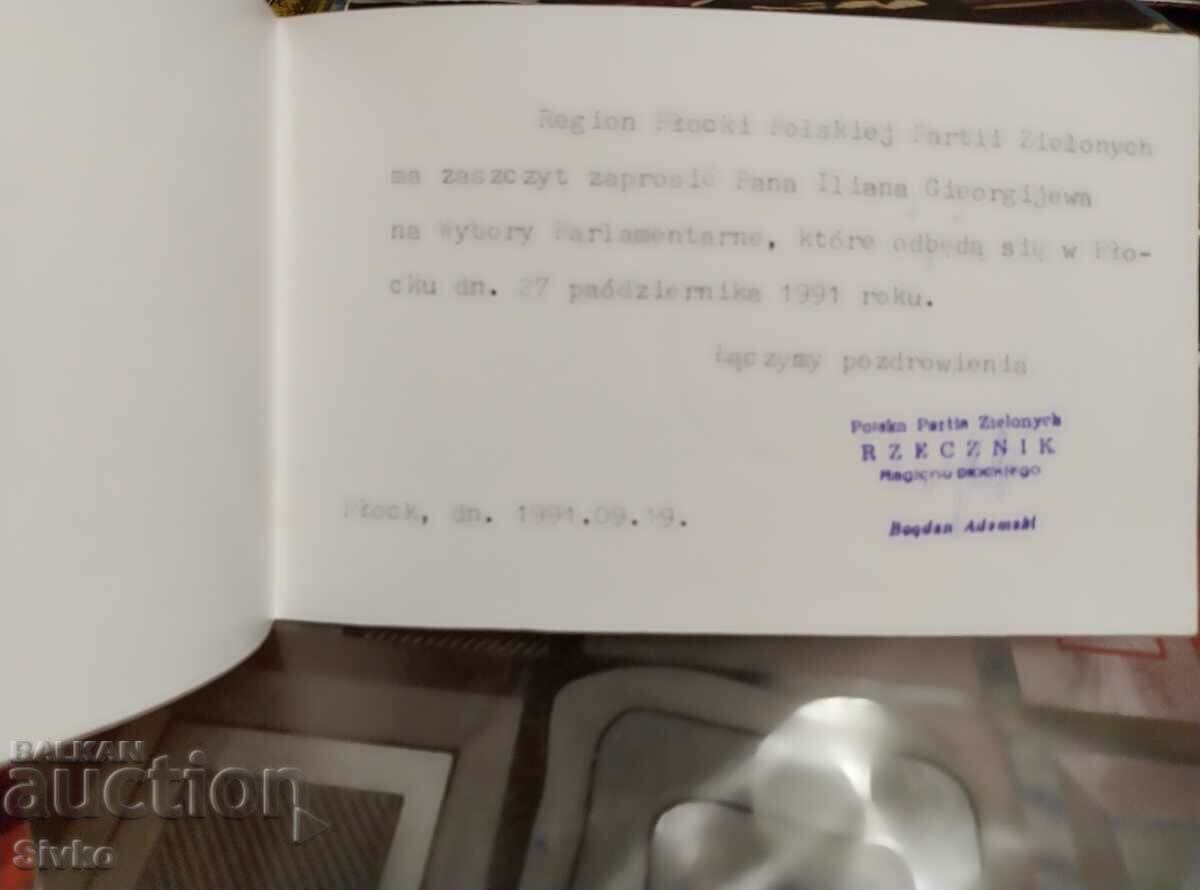 Region Płocki Polskiej Partii Zielonych
ma zaszczyt zaprosić Pana Iliana Gieorgijewa
na Wybory Parlamentarne, które odbędą się w Pło-
cku dn. 27 października 1991 roku.
Łączymy pozdrowienia
Polska Partia Zielonych
RZECZNIK
Bogdan Adamski
Płock, dn. 1991.09.19.
BALKAN
auction
Sivko